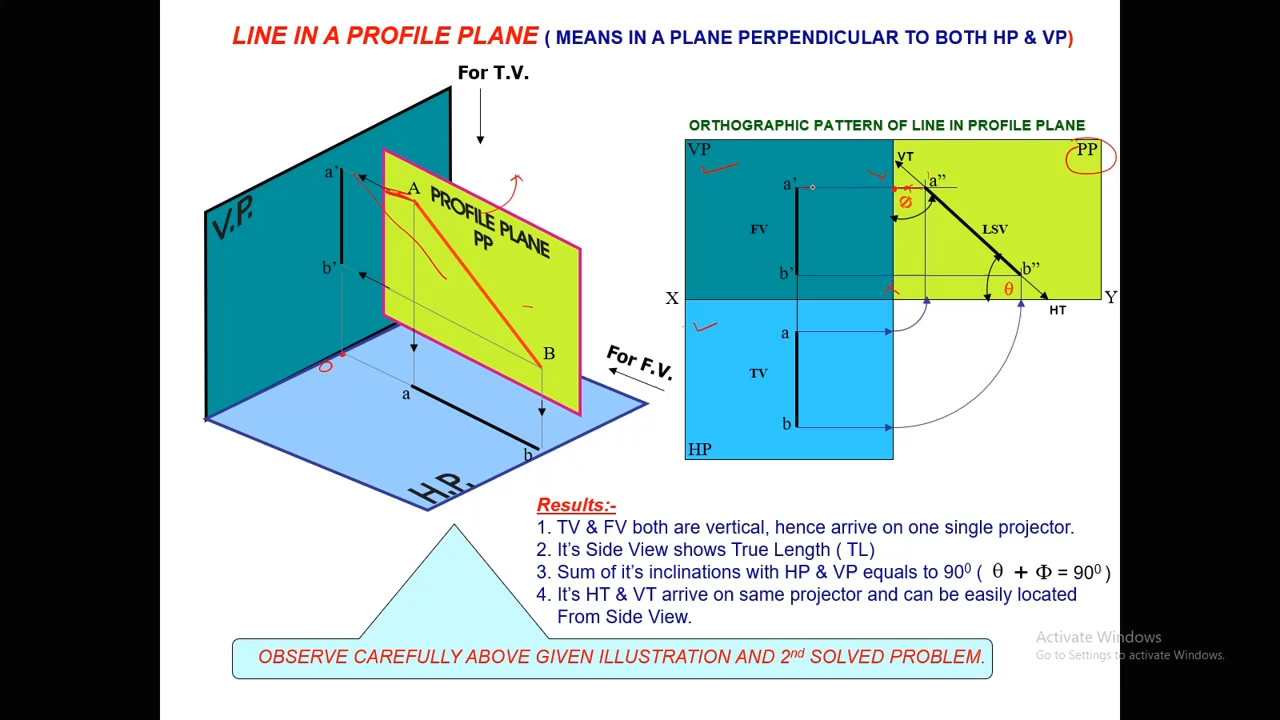 LINE IN A PROFILE PLANE ( MEANS IN A PLANE PERPENDICULAR TO BOTH HP & VP)
For T.V.
V.P.
a’
b’
A
PROFILE PLANE
PP
B
O
a
b
H.P.
For F.V.
ORTHOGRAPHIC PATTERN OF LINE IN PROFILE PLANE
VP
VT
PP
a’
a”
Φ
FV
LSV
b’
b”
θ
X
Y
HT
a
TV
b
HP
Results:-
1. TV & FV both are vertical, hence arrive on one single projector.
2. It’s Side View shows True Length ( TL)
3. Sum of it’s inclinations with HP & VP equals to 90⁰ ( θ + Φ = 90⁰ )
4. It’s HT & VT arrive on same projector and can be easily located
From Side View.
OBSERVE CAREFULLY ABOVE GIVEN ILLUSTRATION AND 2nd SOLVED PROBLEM.
Activate Windows
Go to Settings to activate Windows.